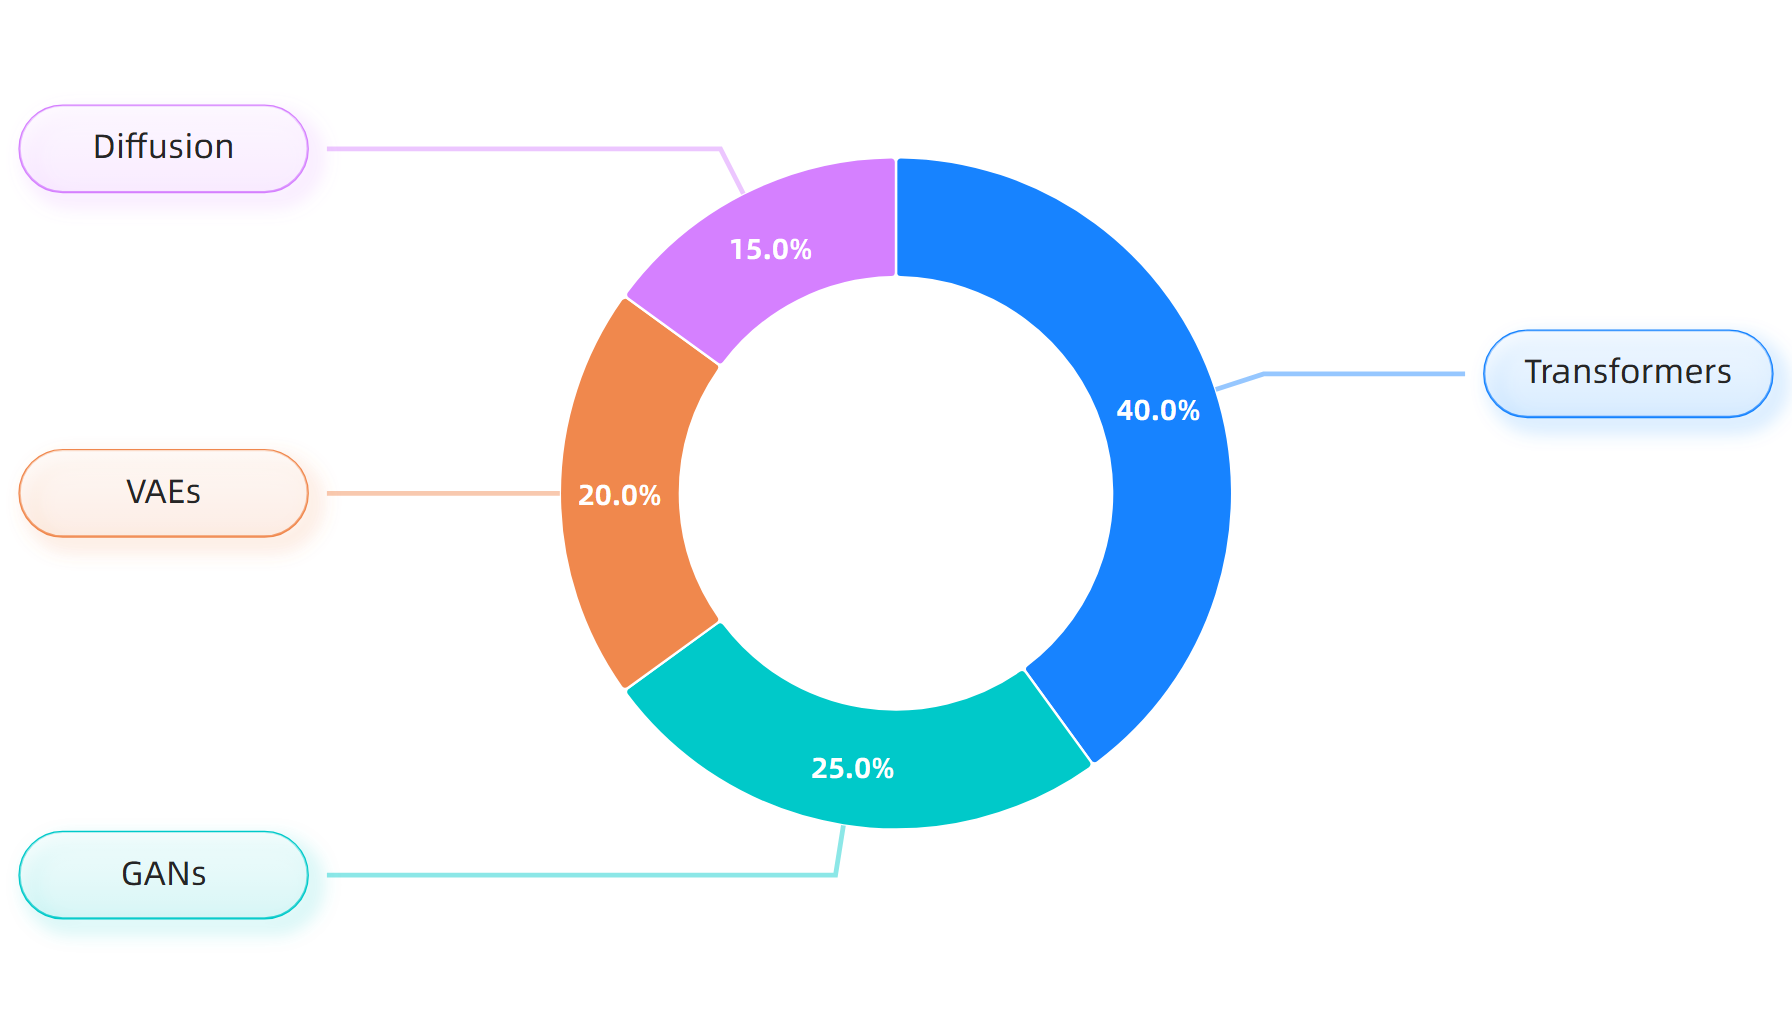 Diffusion
15.0%
Transformers
40.0%
VAEs
20.0%
25.0%
GANs